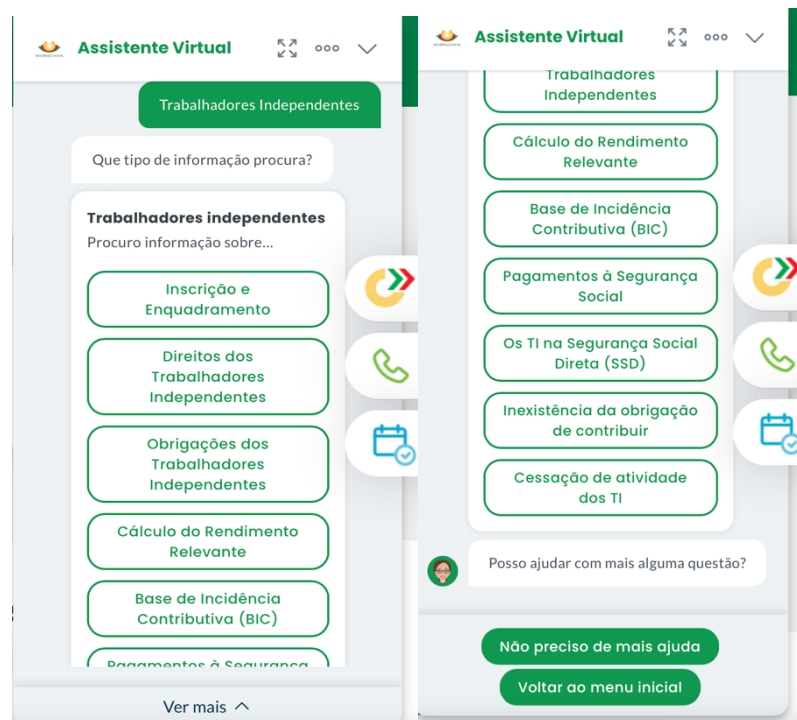 Assistente Virtual
Trabalhadores Independentes
Que tipo de informação procura?
Trabalhadores independentes
Procuro informação sobre...
Inscrição e
Enquadramento
Direitos dos
Trabalhadores
Independentes
Obrigações dos
Trabalhadores
Independentes
Cálculo do Rendimento
Relevante
Base de Incidência
Contributiva (BIC)
Pagamentos à Segurança
Ver mais
Assistente Virtual
Trabalhadores
Independentes
Cálculo do Rendimento
Relevante
Base de Incidência
Contributiva (BIC)
Pagamentos à Segurança
Social
Os TI na Segurança Social
Direta (SSD)
Inexistência da obrigação
de contribuir
Cessação de atividade
dos TI
Posso ajudar com mais alguma questão?
Não preciso de mais ajuda
Voltar ao menu inicial